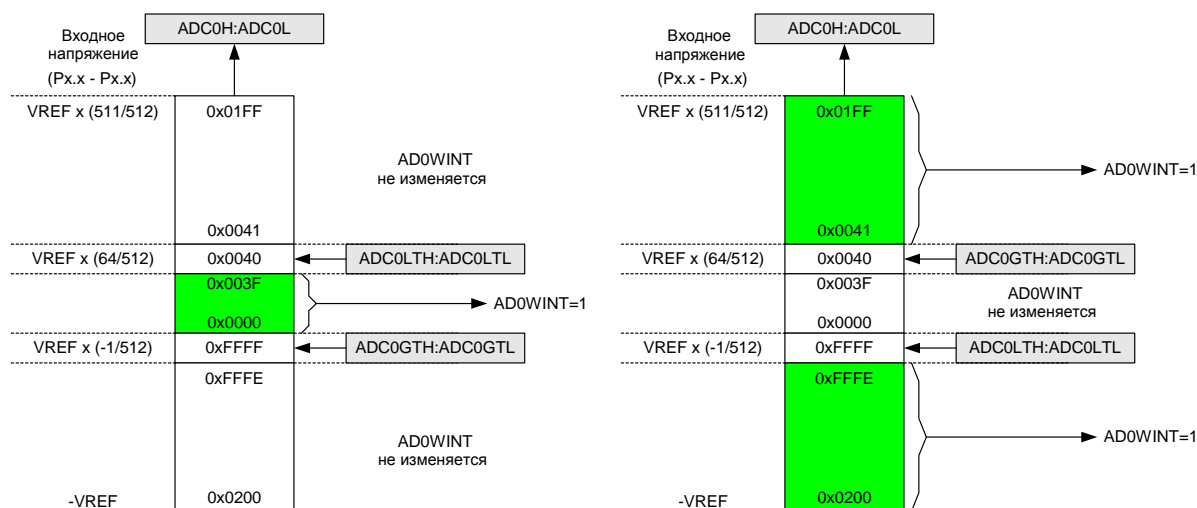 ADC0H:ADC0L
Входное
напряжение
(Px.x - Px.x)
VREF x (511/512)
0x01FF
AD0WINT
не изменяется
0x0041
VREF x (64/512)
0x0040
ADC0LTH:ADC0LTL
0x003F
AD0WINT=1
0x0000
VREF x (-1/512)
0xFFFF
ADC0GTH:ADC0GTL
0xFFFE
AD0WINT
не изменяется
-VREF
0x0200
ADC0H:ADC0L
Входное
напряжение
(Px.x - Px.x)
VREF x (511/512)
0x01FF
AD0WINT=1
0x0041
VREF x (64/512)
0x0040
ADC0GTH:ADC0GTL
0x003F
AD0WINT
не изменяется
0x0000
VREF x (-1/512)
0xFFFF
ADC0LTH:ADC0LTL
0xFFFE
AD0WINT=1
-VREF
0x0200